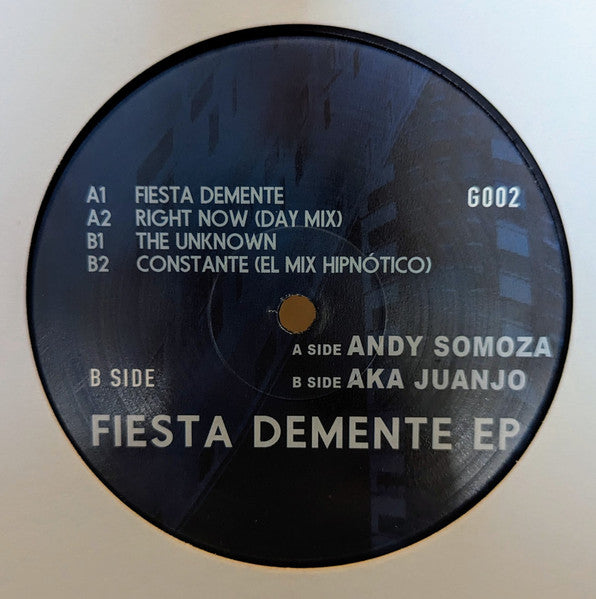 A1 FIESTA DEMENTE G002
A2 RIGHT NOW (DAY MIX)
B1 THE UNKNOWN
B2 CONSTANTE (EL MIX HIPNÓTICO)
A SIDE ANDY SOMOZA
B SIDE B SIDE AKA JUANJO
FIESTA DEMENTE EP